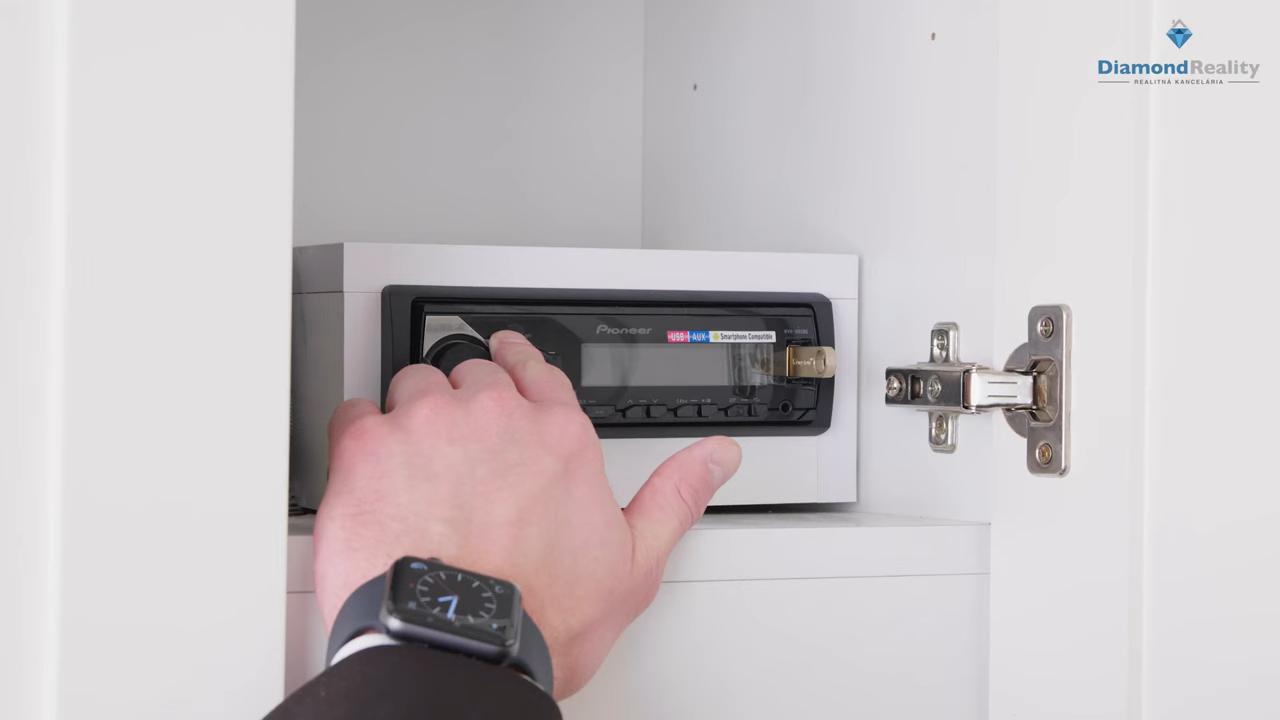 DiamondReality
REALITNÁ KANCELÁRIA
Pioneer
USB AUX Smartphone Compatible